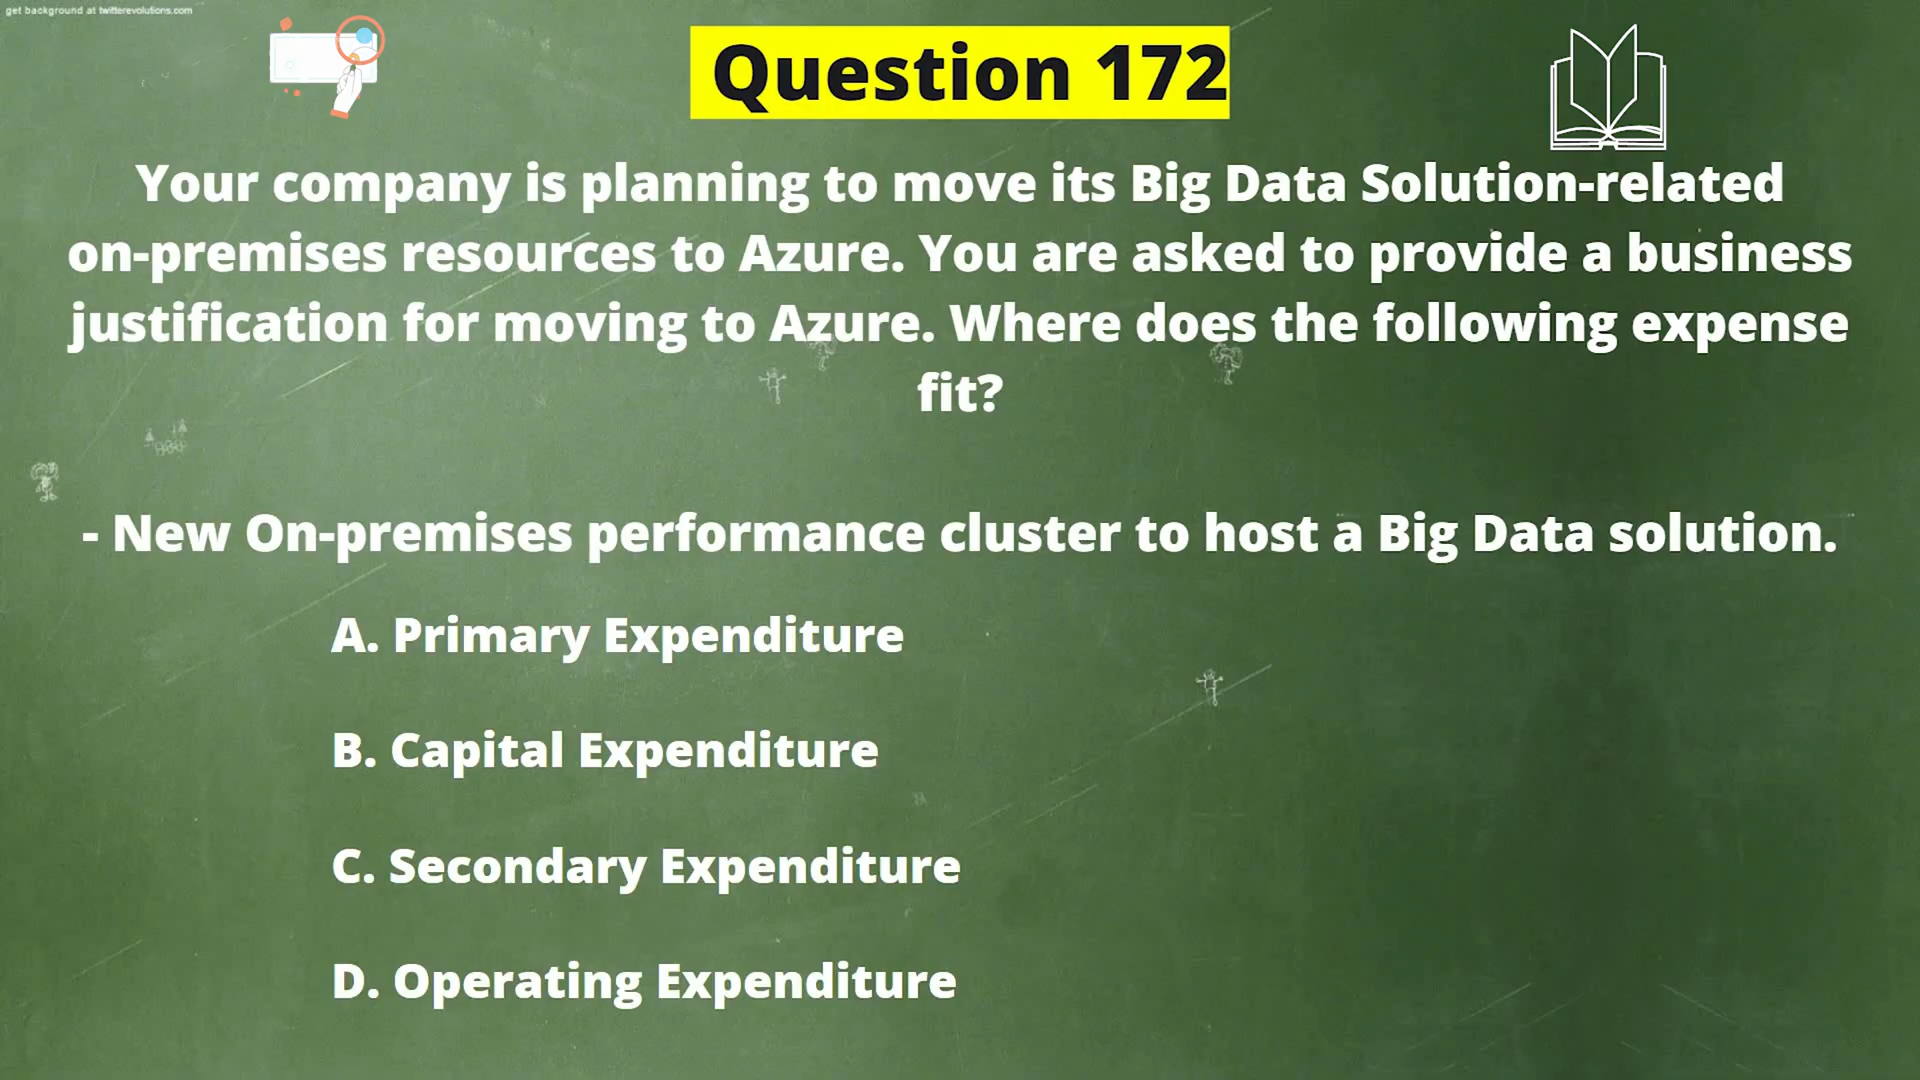 get background at twitterevolutions.com
Question 172
Your company is planning to move its Big Data Solution-related
on-premises resources to Azure. You are asked to provide a business
justification for moving to Azure. Where does the following expense
fit?
- New On-premises performance cluster to host a Big Data solution.
A. Primary Expenditure
B. Capital Expenditure
C. Secondary Expenditure
D. Operating Expenditure